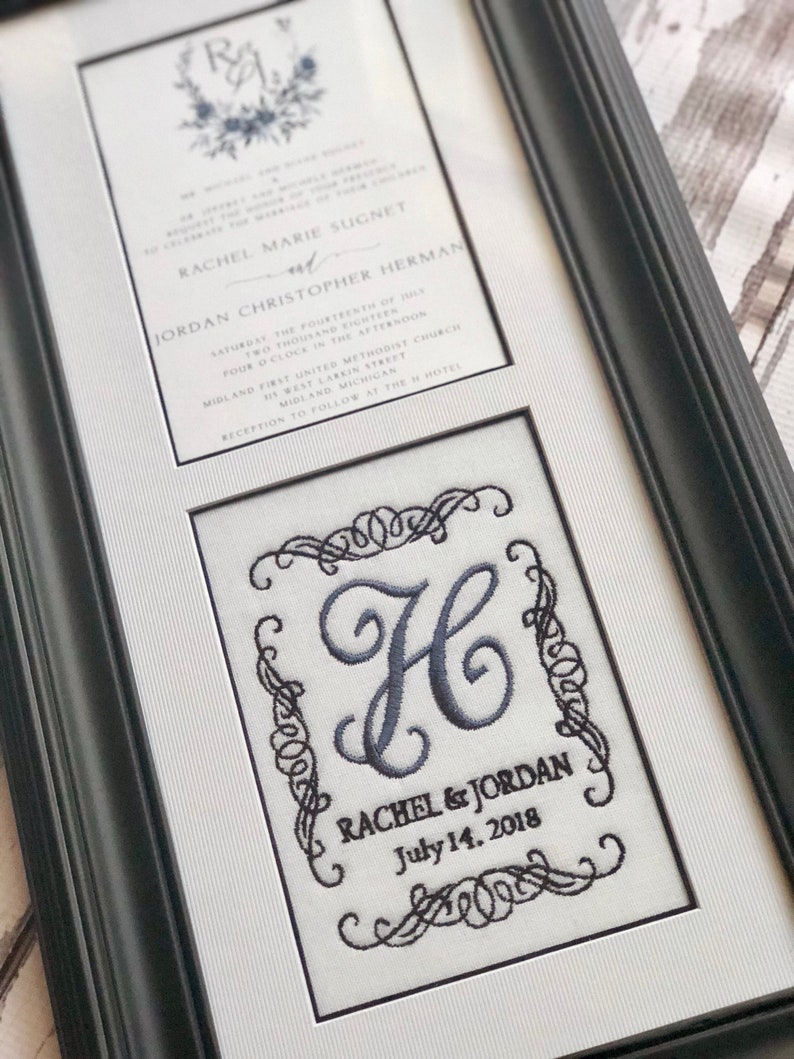 R & J
MR. MICHAEL AND DIANE SUGNET
&
DR. JEFFREY AND MICHELE HERMAN
REQUEST THE HONOR OF YOUR PRESENCE
TO CELEBRATE THE MARRIAGE OF THEIR CHILDREN
RACHEL MARIE SUGNET
and
JORDAN CHRISTOPHER HERMAN
SATURDAY, THE FOURTEENTH OF JULY
TWO THOUSAND EIGHTEEN
FOUR O'CLOCK IN THE AFTERNOON
MIDLAND FIRST UNITED METHODIST CHURCH
315 WEST LARKIN STREET
MIDLAND, MICHIGAN
RECEPTION TO FOLLOW AT THE H HOTEL
H
RACHEL & JORDAN
July 14, 2018